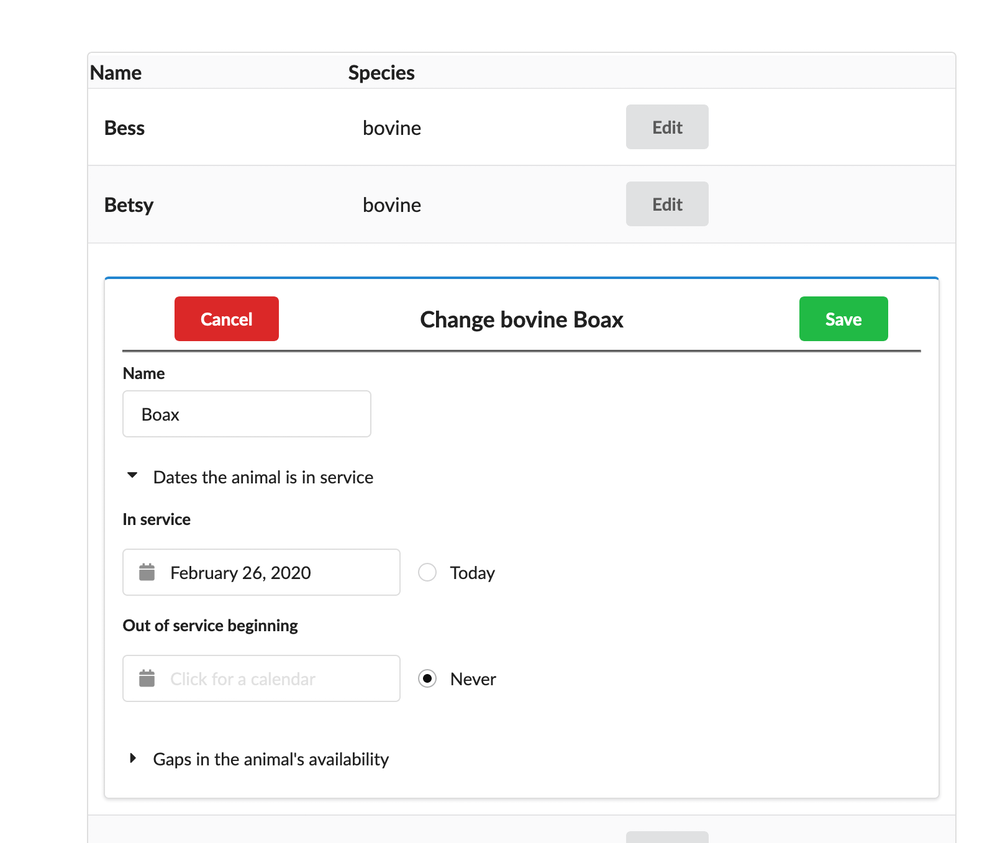 Name Species
Bess bovine Edit
Betsy bovine Edit
Cancel Change bovine Boax Save
Name
Boax
Dates the animal is in service
In service
February 26, 2020 Today
Out of service beginning
Click for a calendar Never
Gaps in the animal's availability